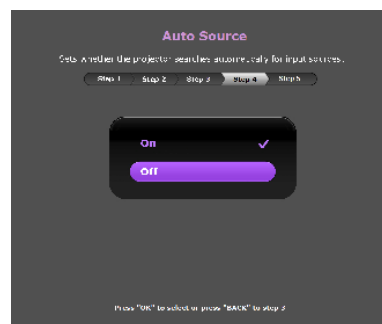 Auto Source
Sets whether the projector searches automatically for input sources.
Step 1 Step 2 Step 3 Step 4 Step 5
On
Off
Press "OK" to select or press "BACK" to step 3